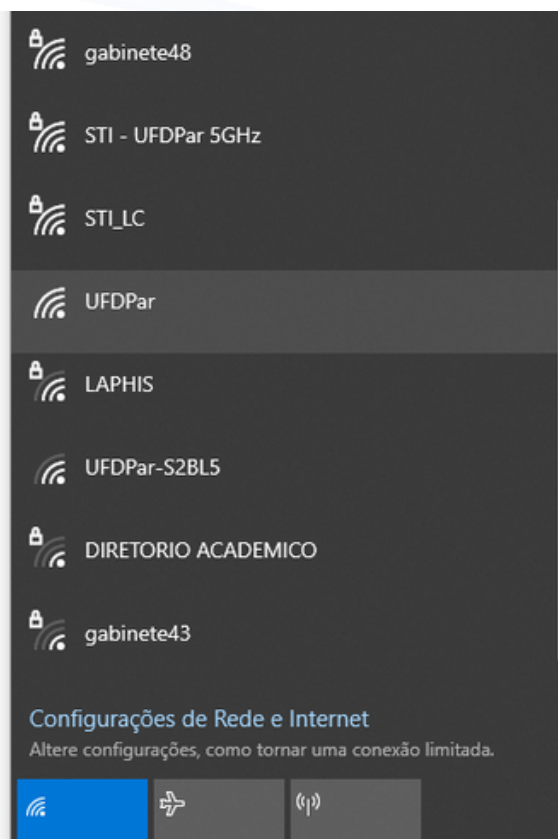 gabinete48
STI - UFDPar 5GHz
STI_LC
UFDPar
LAPHIS
UFDPar-S2BL5
DIRETORIO ACADEMICO
gabinete43
Configurações de Rede e Internet
Altere configurações, como tornar uma conexão limitada.